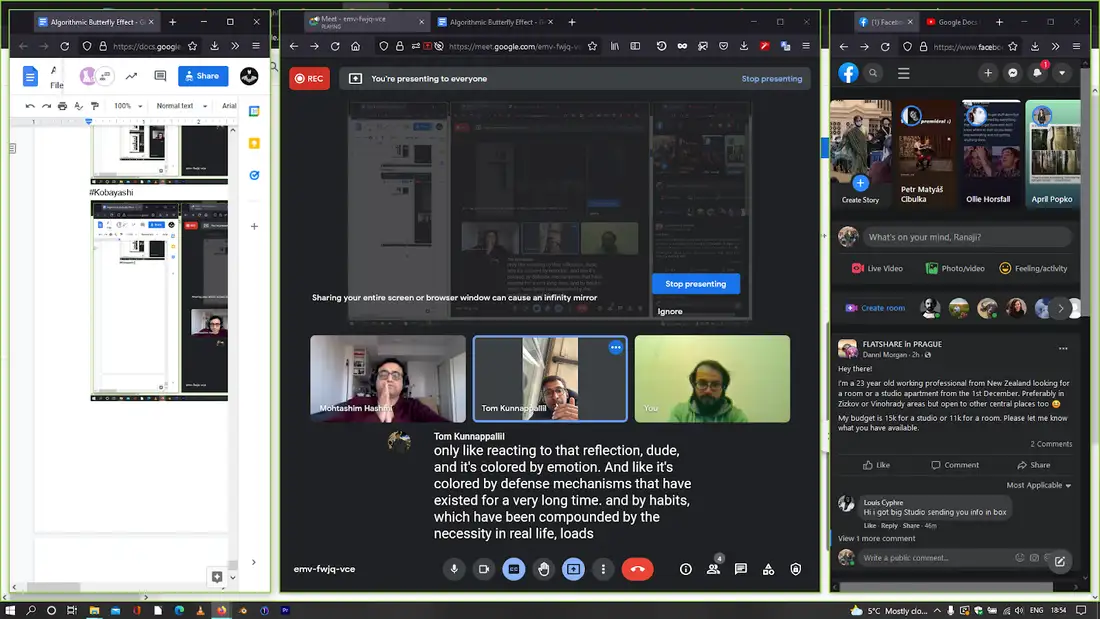 Algorithmic Butterfly Effect - G
https://docs.google.
A
File
Share
100%
Normal text
Arial
1
1
2
#Kobayashi
Meet - emv-fwjq-vce
PLAYING
Algorithmic Butterfly Effect - G
https://meet.google.com/emv-fwjq-v
REC
You're presenting to everyone
Stop presenting
Stop presenting
Sharing your entire screen or browser window can cause an infinity mirror
Ignore
Mohtashim Hashmi
Tom Kunnappallil
You
Tom Kunnappallil
only like reacting to that reflection, dude,
and it's colored by emotion. And like it's
colored by defense mechanisms that have
existed for a very long time. and by habits,
which have been compounded by the
necessity in real life, loads
emv-fwjq-vce
4
(1) Facebook
Google Docs
https://www.faceb
1
premiéra! :)
Create Story
Petr Matyáš
Cibulka
Ollie Horsfall
April Popko
What's on your mind, Ranaji?
Live Video
Photo/video
Feeling/activity
Create room
FLATSHARE in PRAGUE
Danni Morgan · 2h ·
Hey there!
I'm a 23 year old working professional from New Zealand looking for
a room or a studio apartment from the 1st December. Preferably in
Zizkov or Vinohrady areas but open to other central places too 😊
My budget is 15k for a studio or 11k for a room. Please let me know
what you have available.
2 Comments
Like
Comment
Share
Most Applicable
Louis Cyphre
Hi i got big Studio sending you info in box
Like · Reply · Share · 46m
View 1 more comment
Write a public comment...
5°C Mostly clo...
ENG
18:54